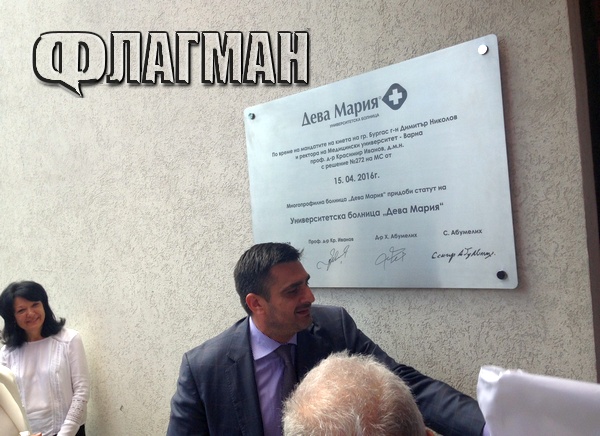 ФЛАГМАН
Дева Мария
УНИВЕРСИТЕТСКА БОЛНИЦА
По време на мандатите на кмета на гр. Бургас г-н Димитър Николов
и ректора на Медицински университет - Варна
проф. д-р Красимир Иванов, д.м.н.
с решение №272 на МС от
15. 04. 2016г.
Многопрофилна болница „Дева Мария" придоби статут на
Университетска болница „Дева Мария"
Проф. д-р Кр. Иванов Д-р Х. Абумелих С. Абумелих